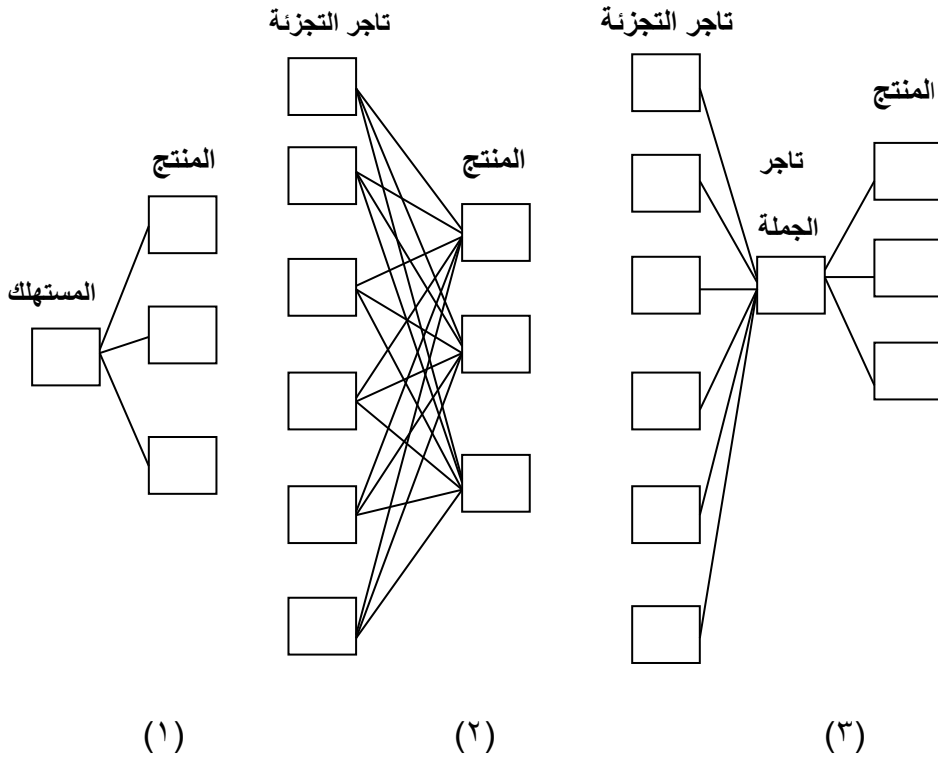 تاجر التجزئة
تاجر التجزئة
المنتج
تاجر
الجملة
المنتج
المنتج
المستهلك
(٣)
(٢)
(١)